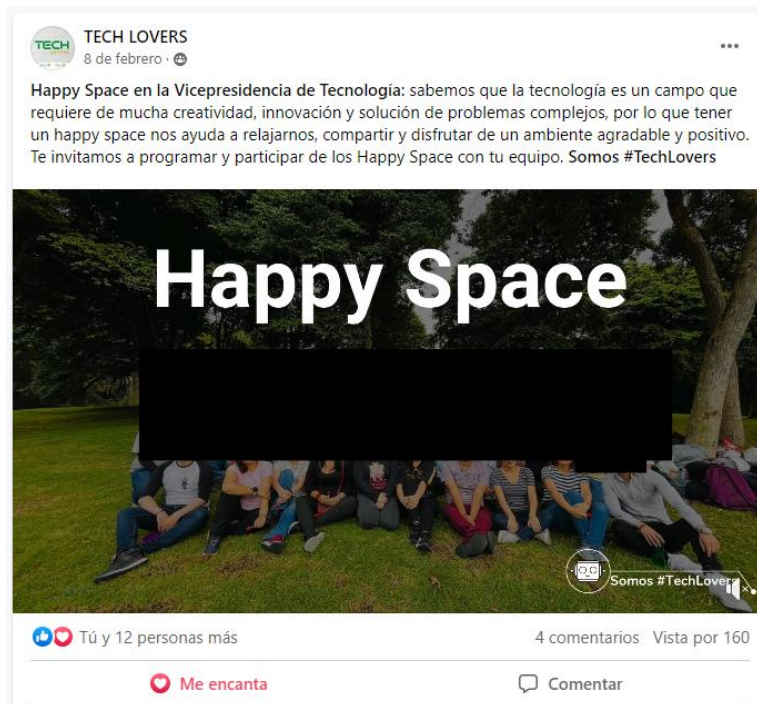 TECH
TECH LOVERS
8 de febrero ·
Happy Space en la Vicepresidencia de Tecnología: sabemos que la tecnología es un campo que
requiere de mucha creatividad, innovación y solución de problemas complejos, por lo que tener
un happy space nos ayuda a relajarnos, compartir y disfrutar de un ambiente agradable y positivo.
Te invitamos a programar y participar de los Happy Space con tu equipo. Somos #TechLovers
Happy Space
Somos #TechLovers
Tú y 12 personas más
4 comentarios Vista por 160
Me encanta
Comentar